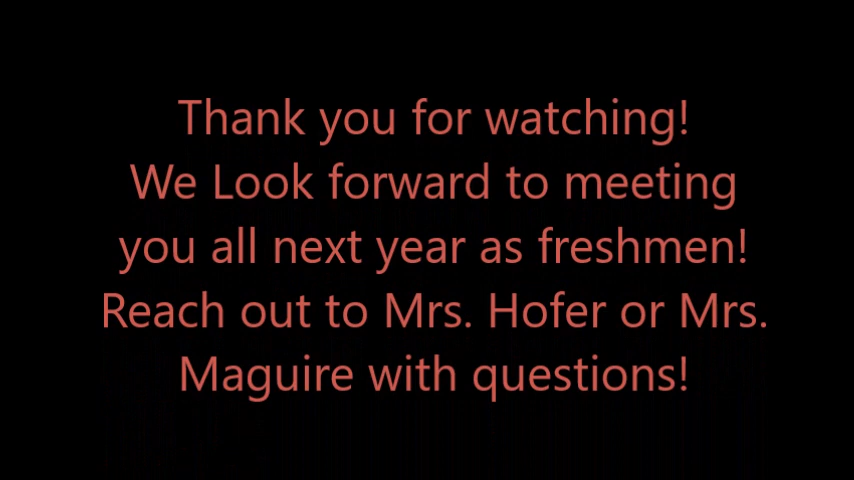 Thank you for watching!
We Look forward to meeting
you all next year as freshmen!
Reach out to Mrs. Hofer or Mrs.
Maguire with questions!